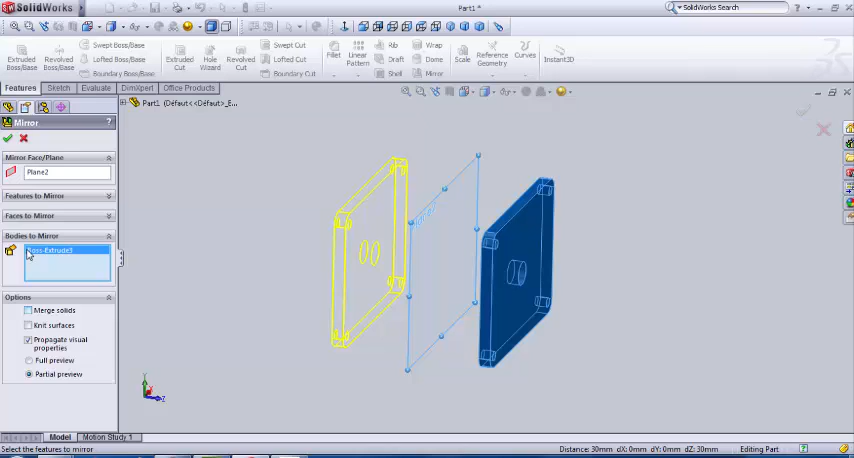 SolidWorks
Part1 *
SolidWorks Search
Extruded Boss/Base
Revolved Boss/Base
Swept Boss/Base
Lofted Boss/Base
Boundary Boss/Base
Extruded Cut
Hole Wizard
Revolved Cut
Swept Cut
Lofted Cut
Boundary Cut
Fillet
Linear Pattern
Rib
Draft
Shell
Wrap
Dome
Mirror
Scale
Reference Geometry
Curves
Instant3D
Features
Sketch
Evaluate
DimXpert
Office Products
Part1 (Défaut<<Défaut>_E...
Mirror
?
Mirror Face/Plane
Plane2
Features to Mirror
Faces to Mirror
Bodies to Mirror
Boss-Extrude3
Options
Merge solids
Knit surfaces
Propagate visual
properties
Full preview
Partial preview
Y
X
Z
Model
Motion Study 1
Select the features to mirror
Distance: 30mm dX: 0mm dY: 0mm dZ: 30mm
Editing Part